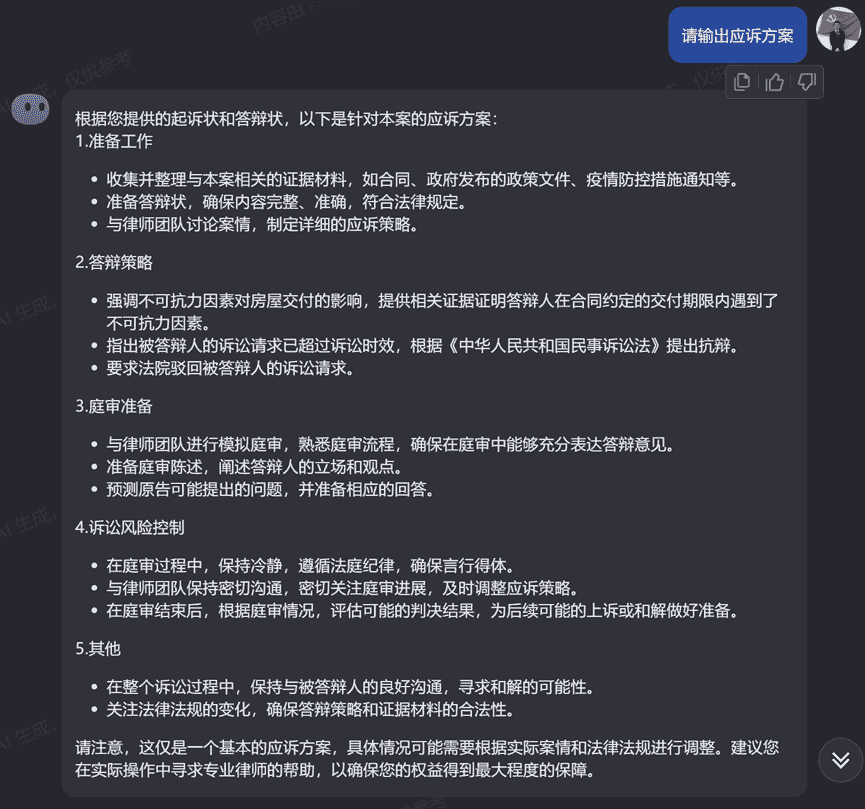 内容由
请输出应诉方案
仅供参考
根据您提供的起诉状和答辩状，以下是针对本案的应诉方案：
1.准备工作
• 收集并整理与本案相关的证据材料，如合同、政府发布的政策文件、疫情防控措施通知等。
• 准备答辩状，确保内容完整、准确，符合法律规定。
• 与律师团队讨论案情，制定详细的应诉策略。
2.答辩策略
• 强调不可抗力因素对房屋交付的影响，提供相关证据证明答辩人在合同约定的交付期限内遇到了
不可抗力因素。
• 指出被答辩人的诉讼请求已超过诉讼时效，根据《中华人民共和国民事诉讼法》提出抗辩。
• 要求法院驳回被答辩人的诉讼请求。
AI 生成，
3.庭审准备
• 与律师团队进行模拟庭审，熟悉庭审流程，确保在庭审中能够充分表达答辩意见。
• 准备庭审陈述，阐述答辩人的立场和观点。
• 预测原告可能提出的问题，并准备相应的回答。
AI 生成，
4.诉讼风险控制
• 在庭审过程中，保持冷静，遵循法庭纪律，确保言行得体。
• 与律师团队保持密切沟通，密切关注庭审进展，及时调整应诉策略。
• 在庭审结束后，根据庭审情况，评估可能的判决结果，为后续可能的上诉或和解做好准备。
5.其他
• 在整个诉讼过程中，保持与被答辩人的良好沟通，寻求和解的可能性。
• 关注法律法规的变化，确保答辩策略和证据材料的合法性。
AI 生成，
请注意，这仅是一个基本的应诉方案，具体情况可能需要根据实际案情和法律法规进行调整。建议您
在实际操作中寻求专业律师的帮助，以确保您的权益得到最大程度的保障。